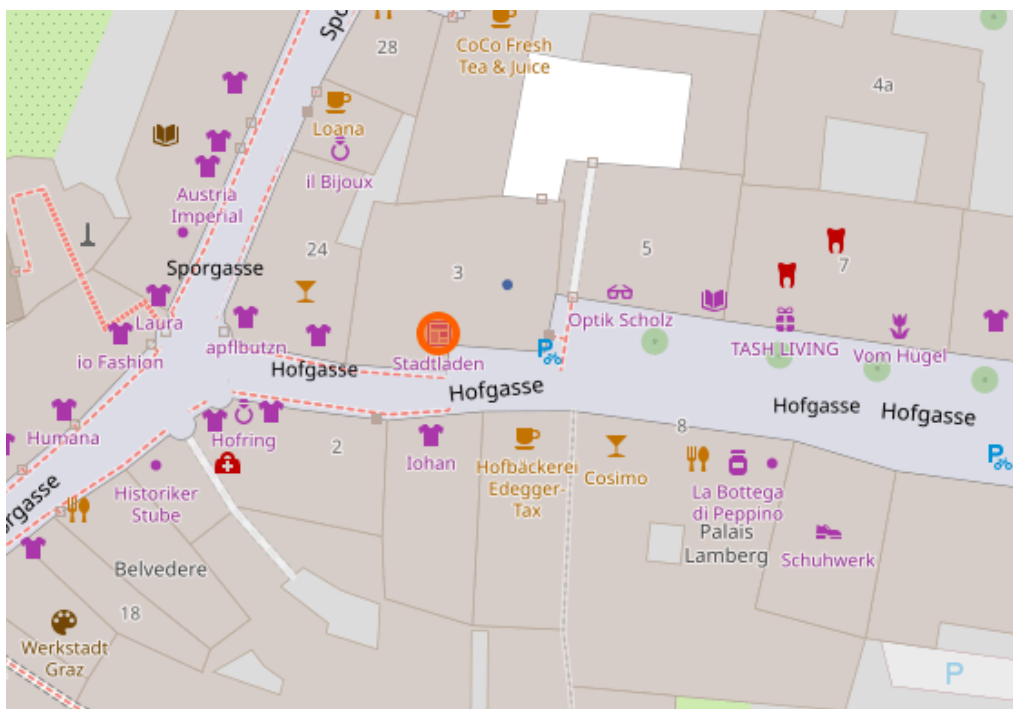 Spo
28
CoCo Fresh
Tea & Juice
4a
Loana
il Bijoux
Austria
Imperial
24
3
5
7
Sporgasse
Laura
io Fashion
apflbutzn
Stadtladen
Optik Scholz
TASH LIVING
Vom Hügel
Hofgasse
Hofgasse
Hofgasse
Hofgasse
Humana
Hofring
2
Iohan
Hofbäckerei
Edegger-
Tax
Cosimo
8
La Bottega
di Peppino
Palais
Lamberg
Schuhwerk
P
P
P
orgasse
Historiker
Stube
Belvedere
18
Werkstadt
Graz